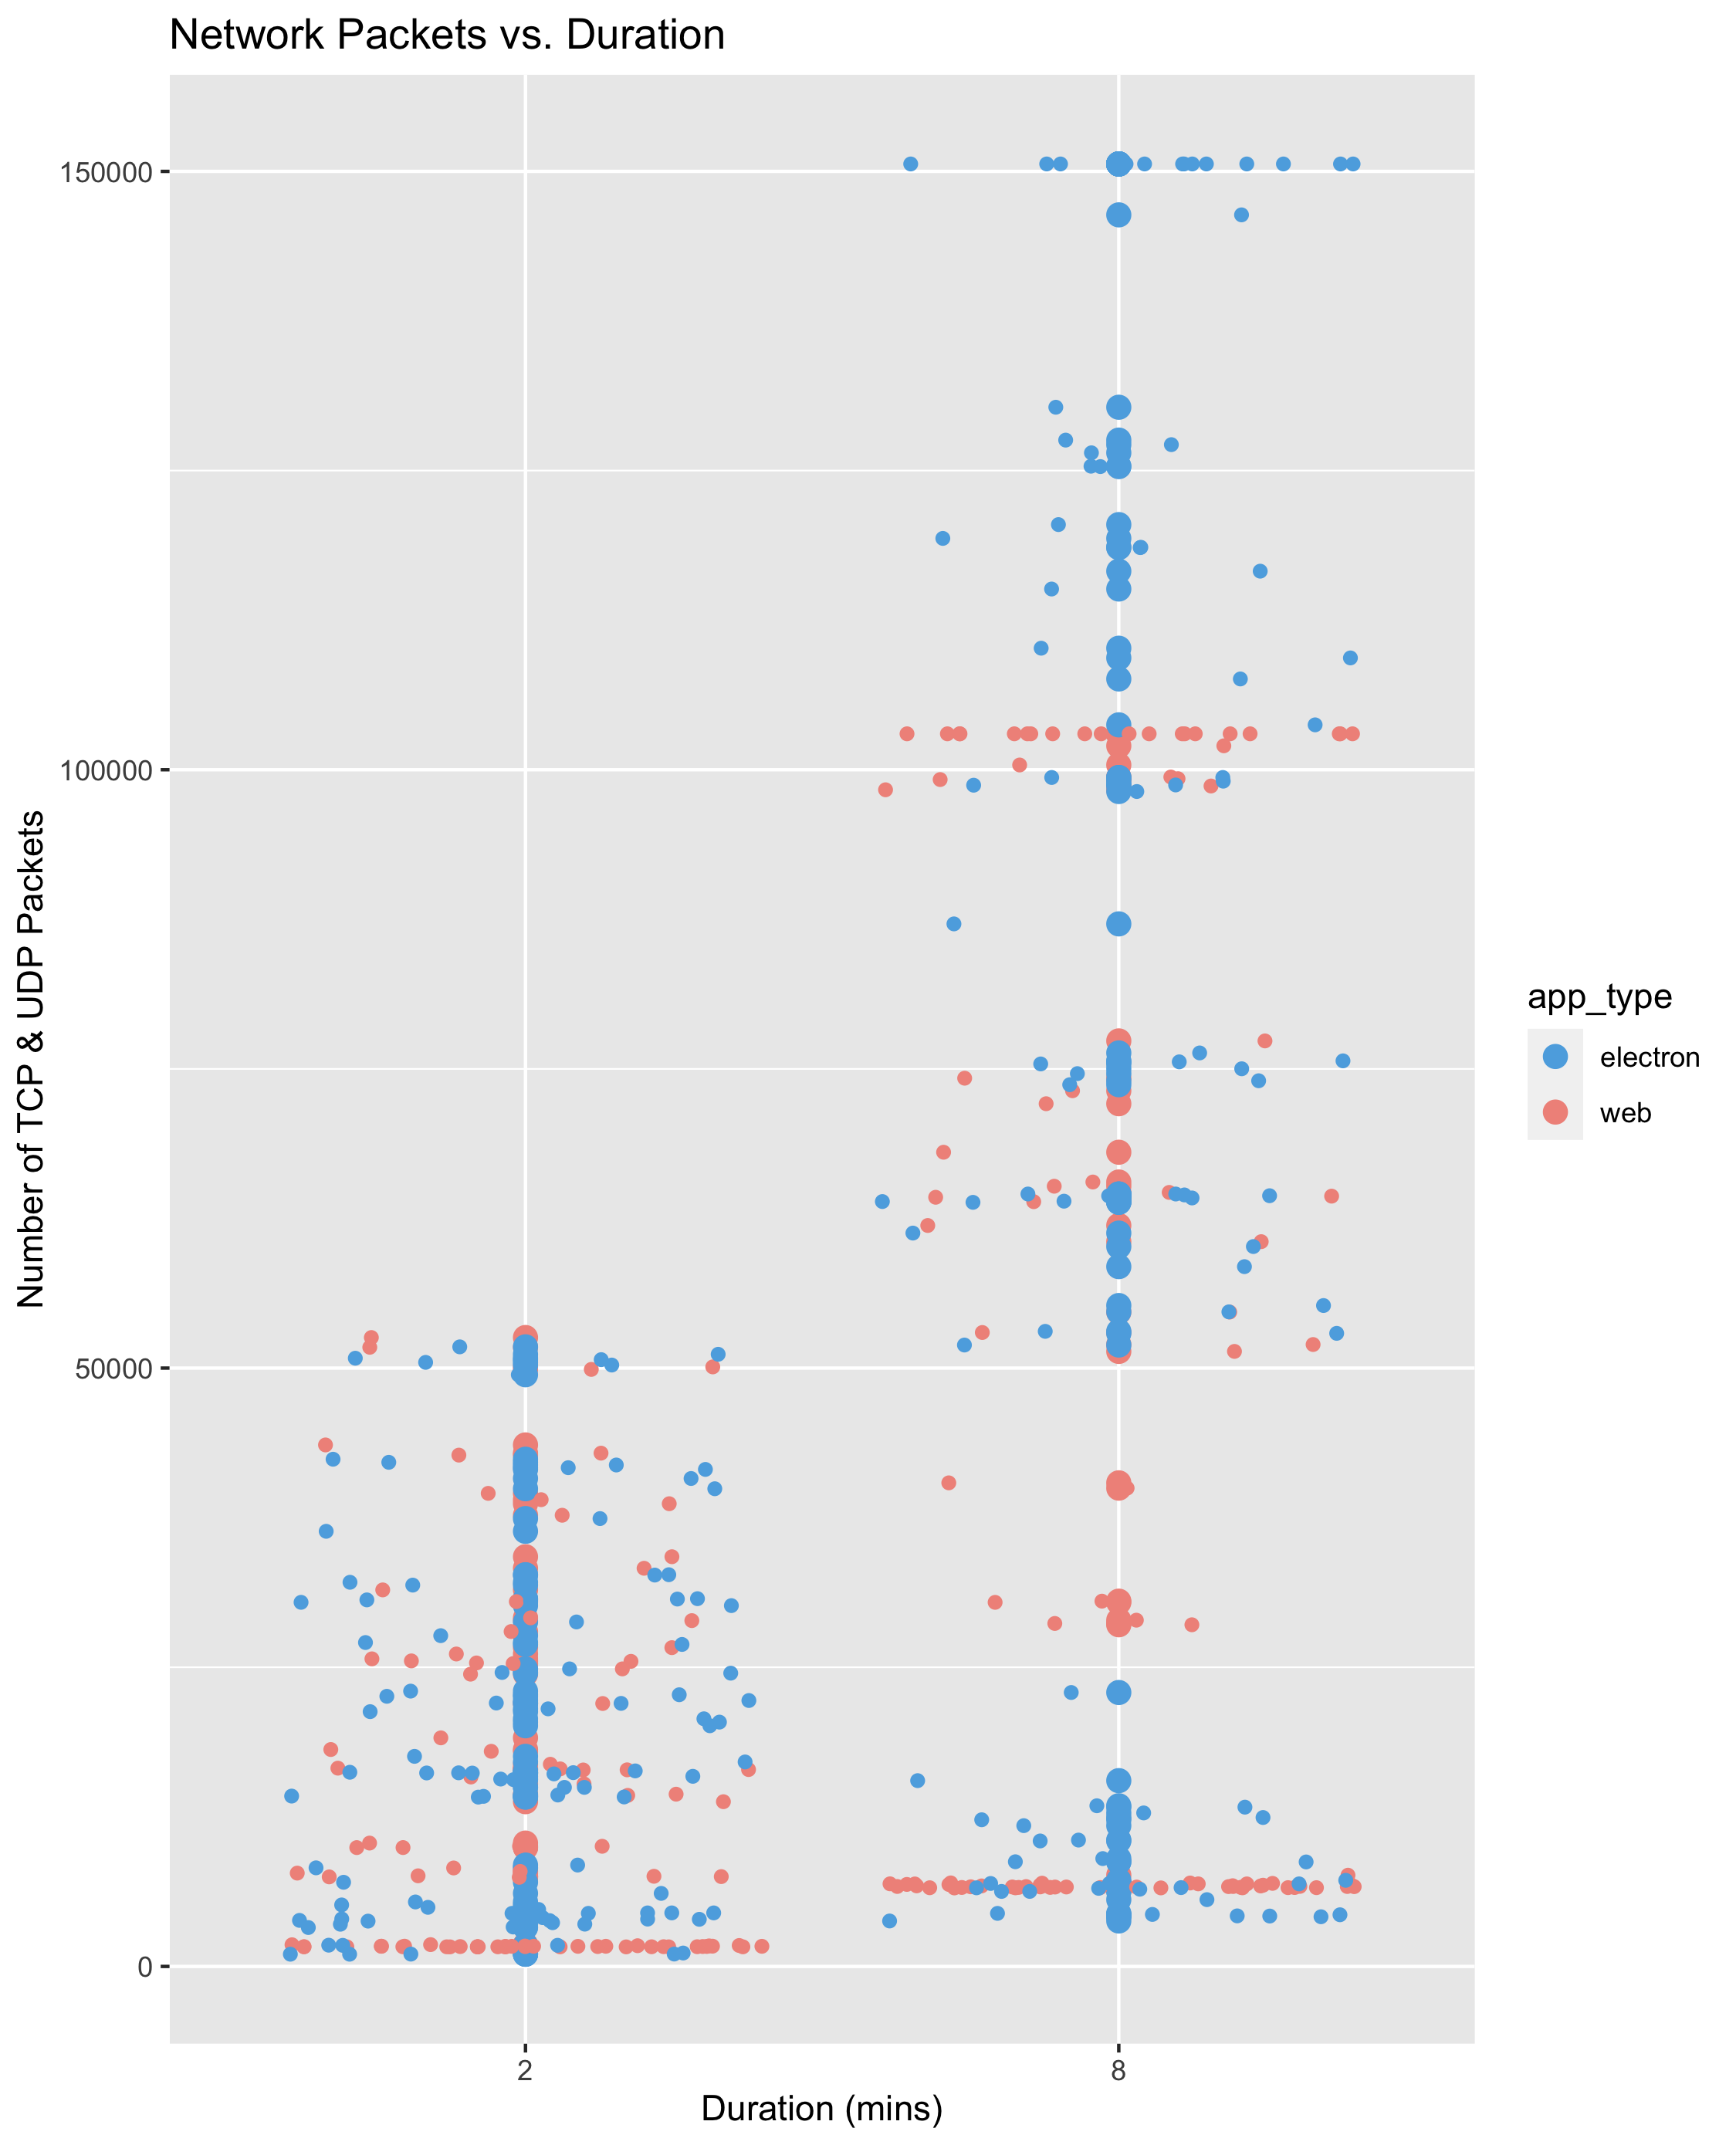 Network Packets vs. Duration
150000
100000
50000
0
Number of TCP & UDP Packets
2
8
Duration (mins)
app_type
electron
web